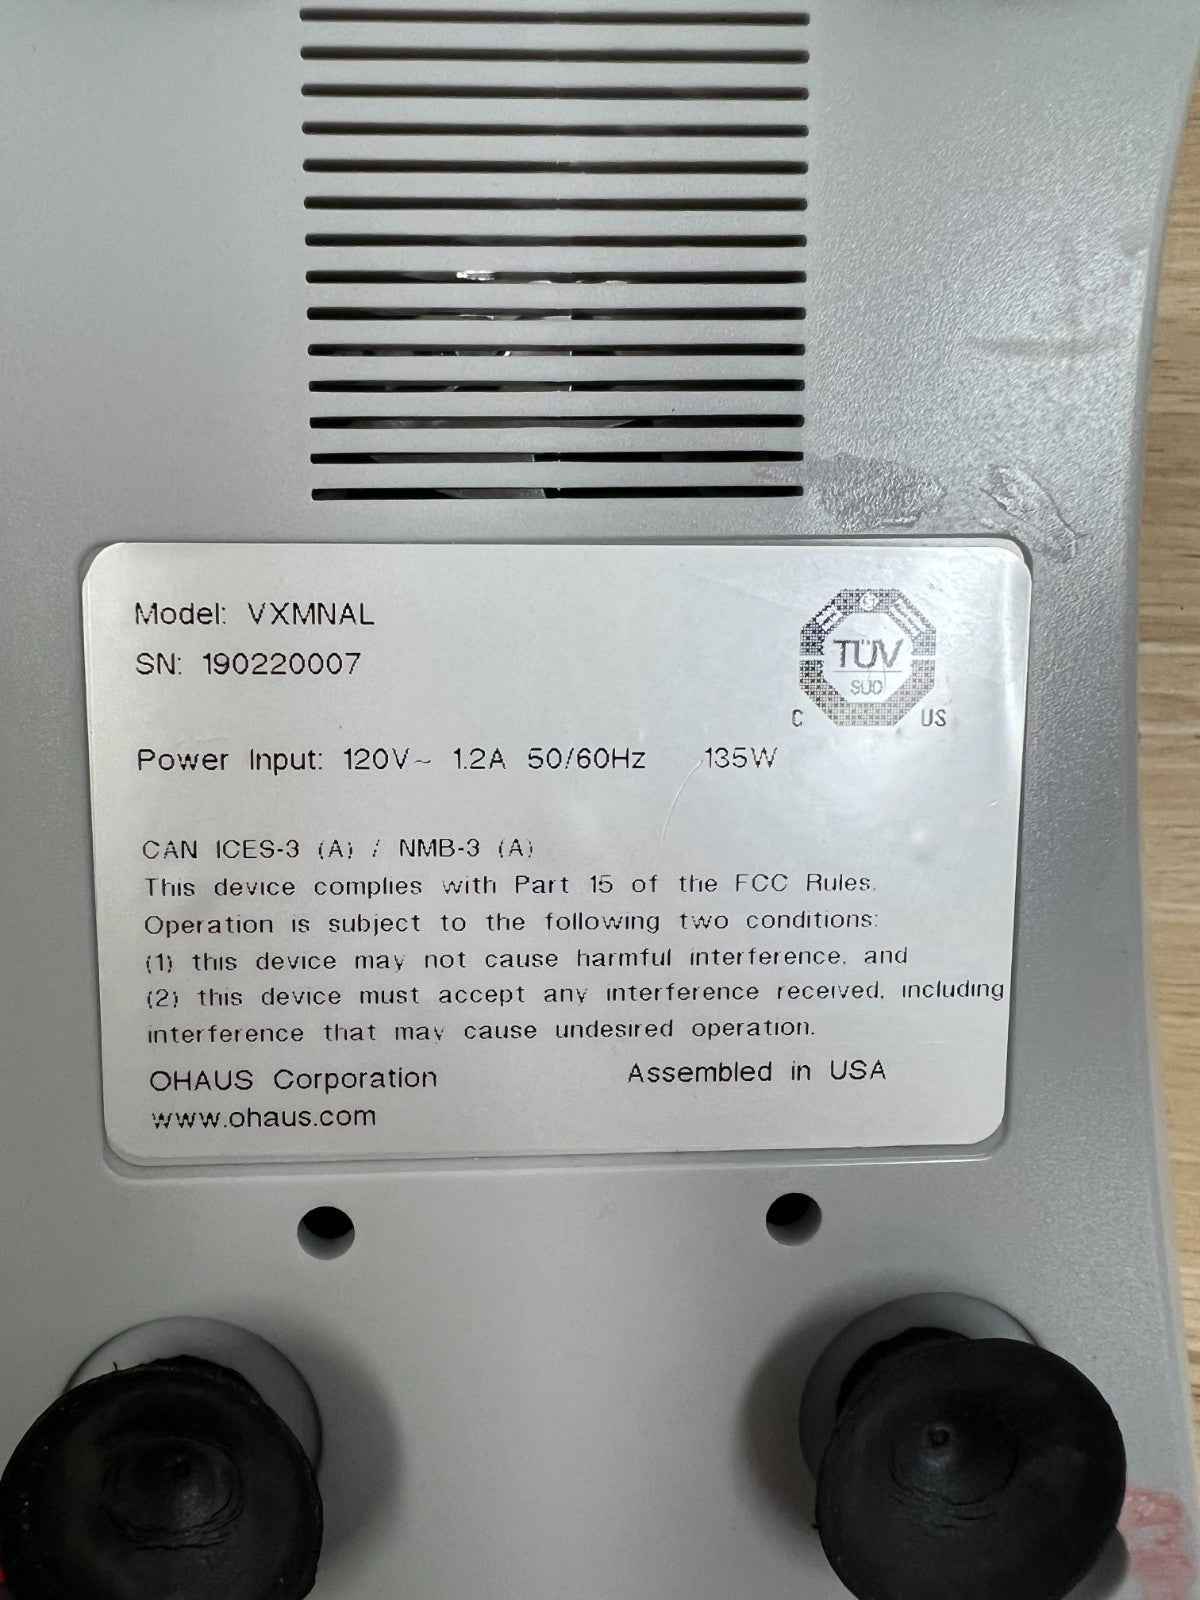 Model: VXMNAL
SN: 190220007
TÜV
SÜD
C US
Power Input: 120V~ 1.2A 50/60Hz 135W
CAN ICES-3 (A) / NMB-3 (A)
This device complies with Part 15 of the FCC Rules.
Operation is subject to the following two conditions:
(1) this device may not cause harmful interference, and
(2) this device must accept any interference received, including
interference that may cause undesired operation.
OHAUS Corporation Assembled in USA
www.ohaus.com